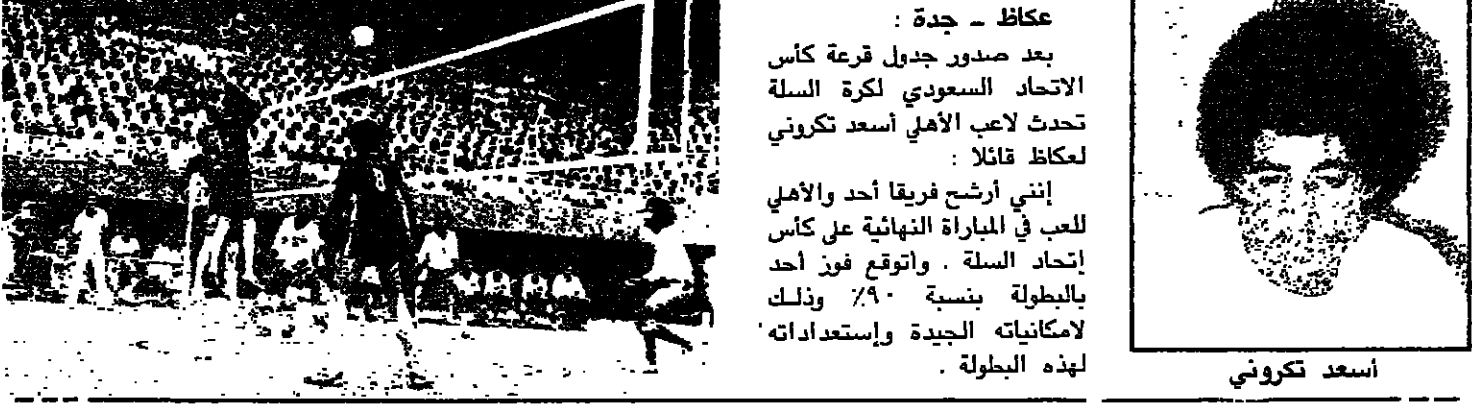 عكاظ ـ جدة :
بعد صدور جدول قرعة كأس
الاتحاد السعودي لكرة السلة
تحدث لاعب الأهلي أسعد تكروني
لعكاظ قائلا :
إنني أرشح فريقا أحد والأهلي
للعب في المباراة النهائية على كأس
إتحاد السلة . وأتوقع فوز أحد
بالبطولة بنسبة ٩٠٪ وذلك
لامكانياته الجيدة وإستعداداته
لهذه البطولة .
أسعد تكروني
8